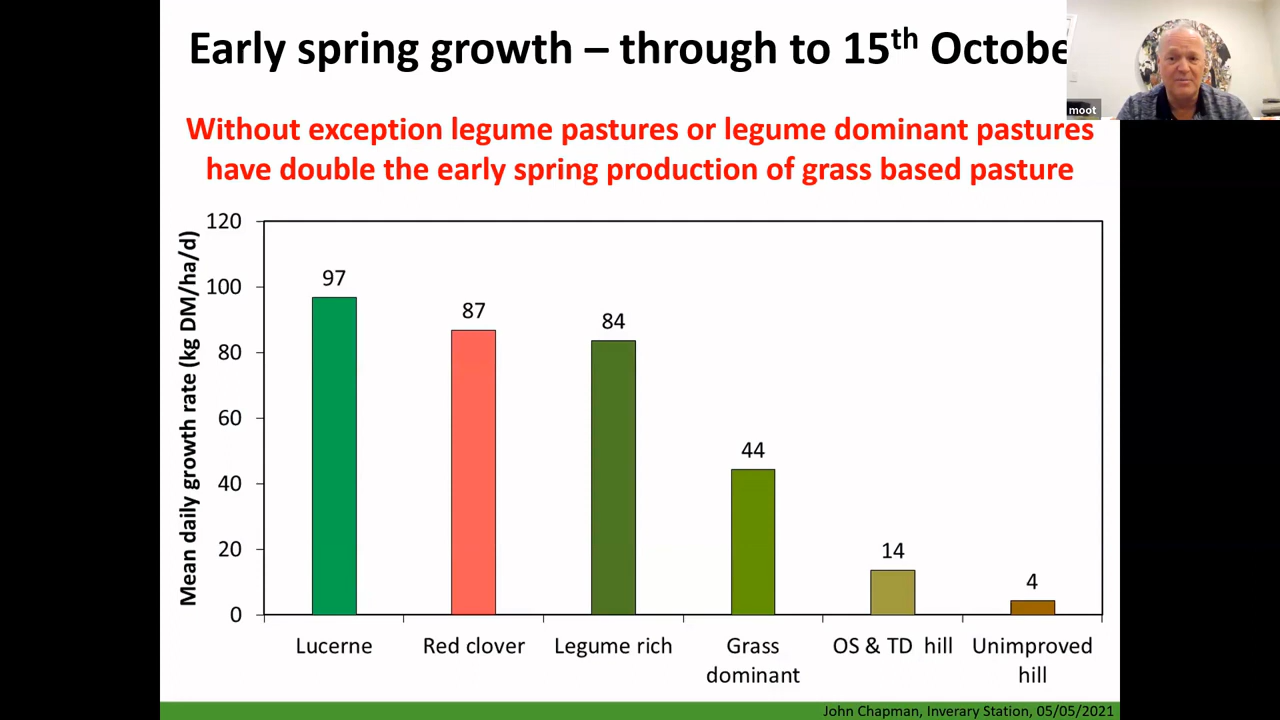 Early spring growth – through to 15th Octobe
moot
Without exception legume pastures or legume dominant pastures
have double the early spring production of grass based pasture
Mean daily growth rate (kg DM/ha/d)
120
100
80
60
40
20
0
97
87
84
44
14
4
Lucerne
Red clover
Legume rich
Grass
dominant
OS & TD hill
Unimproved
hill
John Chapman, Inverary Station, 05/05/2021